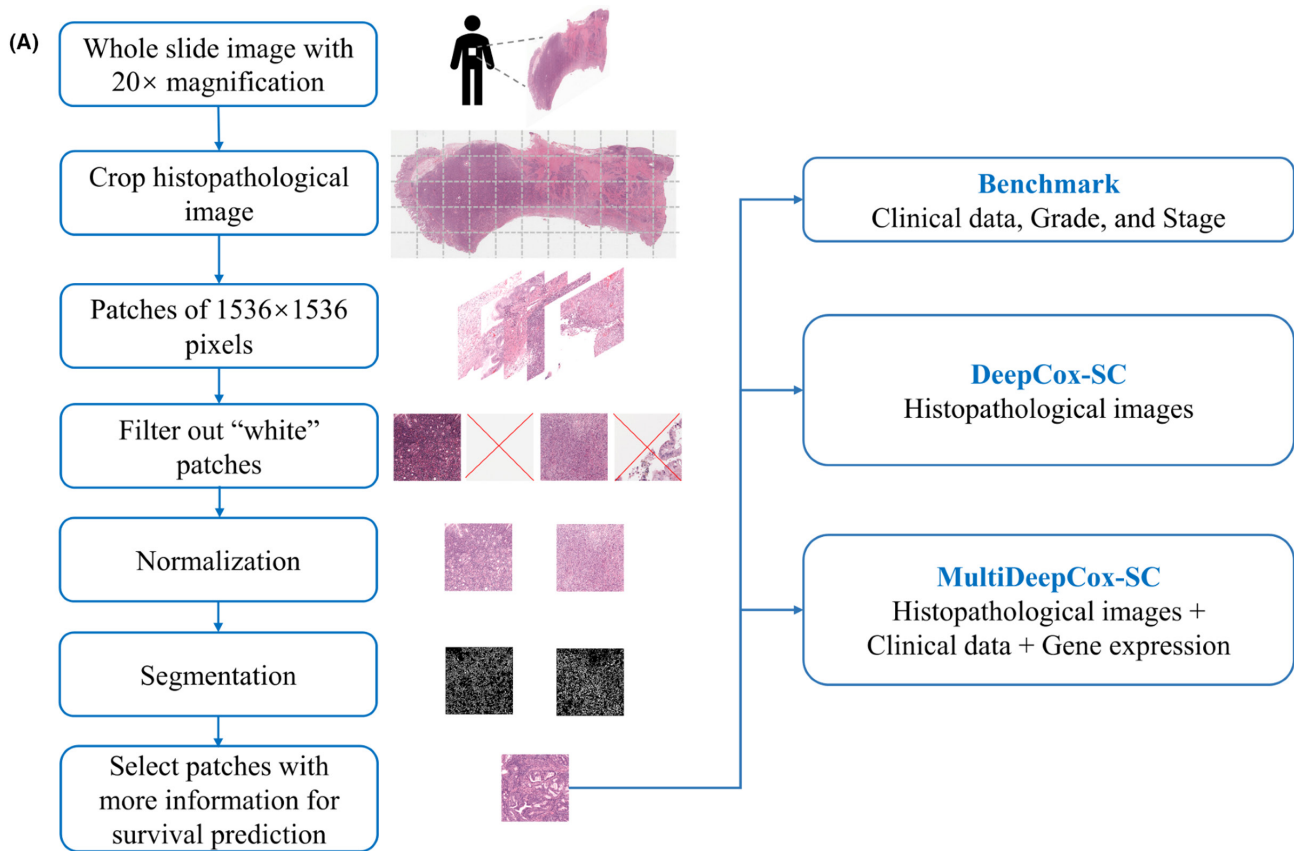 (A)
Whole slide image with
20× magnification
Crop histopathological
image
Patches of 1536×1536
pixels
Filter out “white”
patches
Normalization
Segmentation
Select patches with
more information for
survival prediction
Benchmark
Clinical data, Grade, and Stage
DeepCox-SC
Histopathological images
MultiDeepCox-SC
Histopathological images +
Clinical data + Gene expression